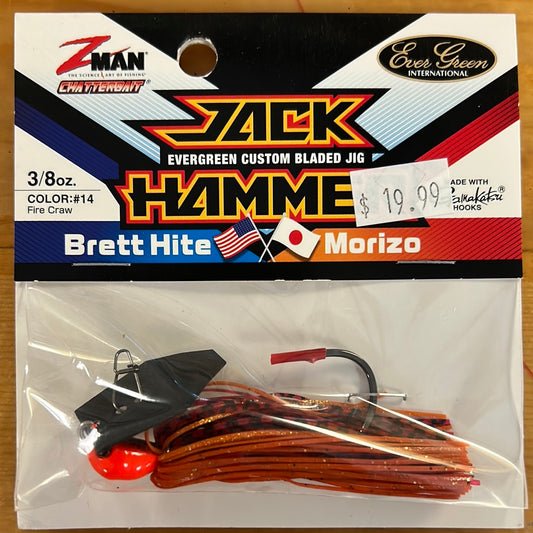 Z MAN
THE SCIENCE & ART OF FISHING
CHATTERBAIT
Ever Green
INTERNATIONAL
JACK
EVERGREEN CUSTOM BLADED JIG
HAMME
$ 19.99
3/8oz.
COLOR:#14
Fire Craw
ADE WITH
amakatsu®
HOOKS
Brett Hite
Morizo